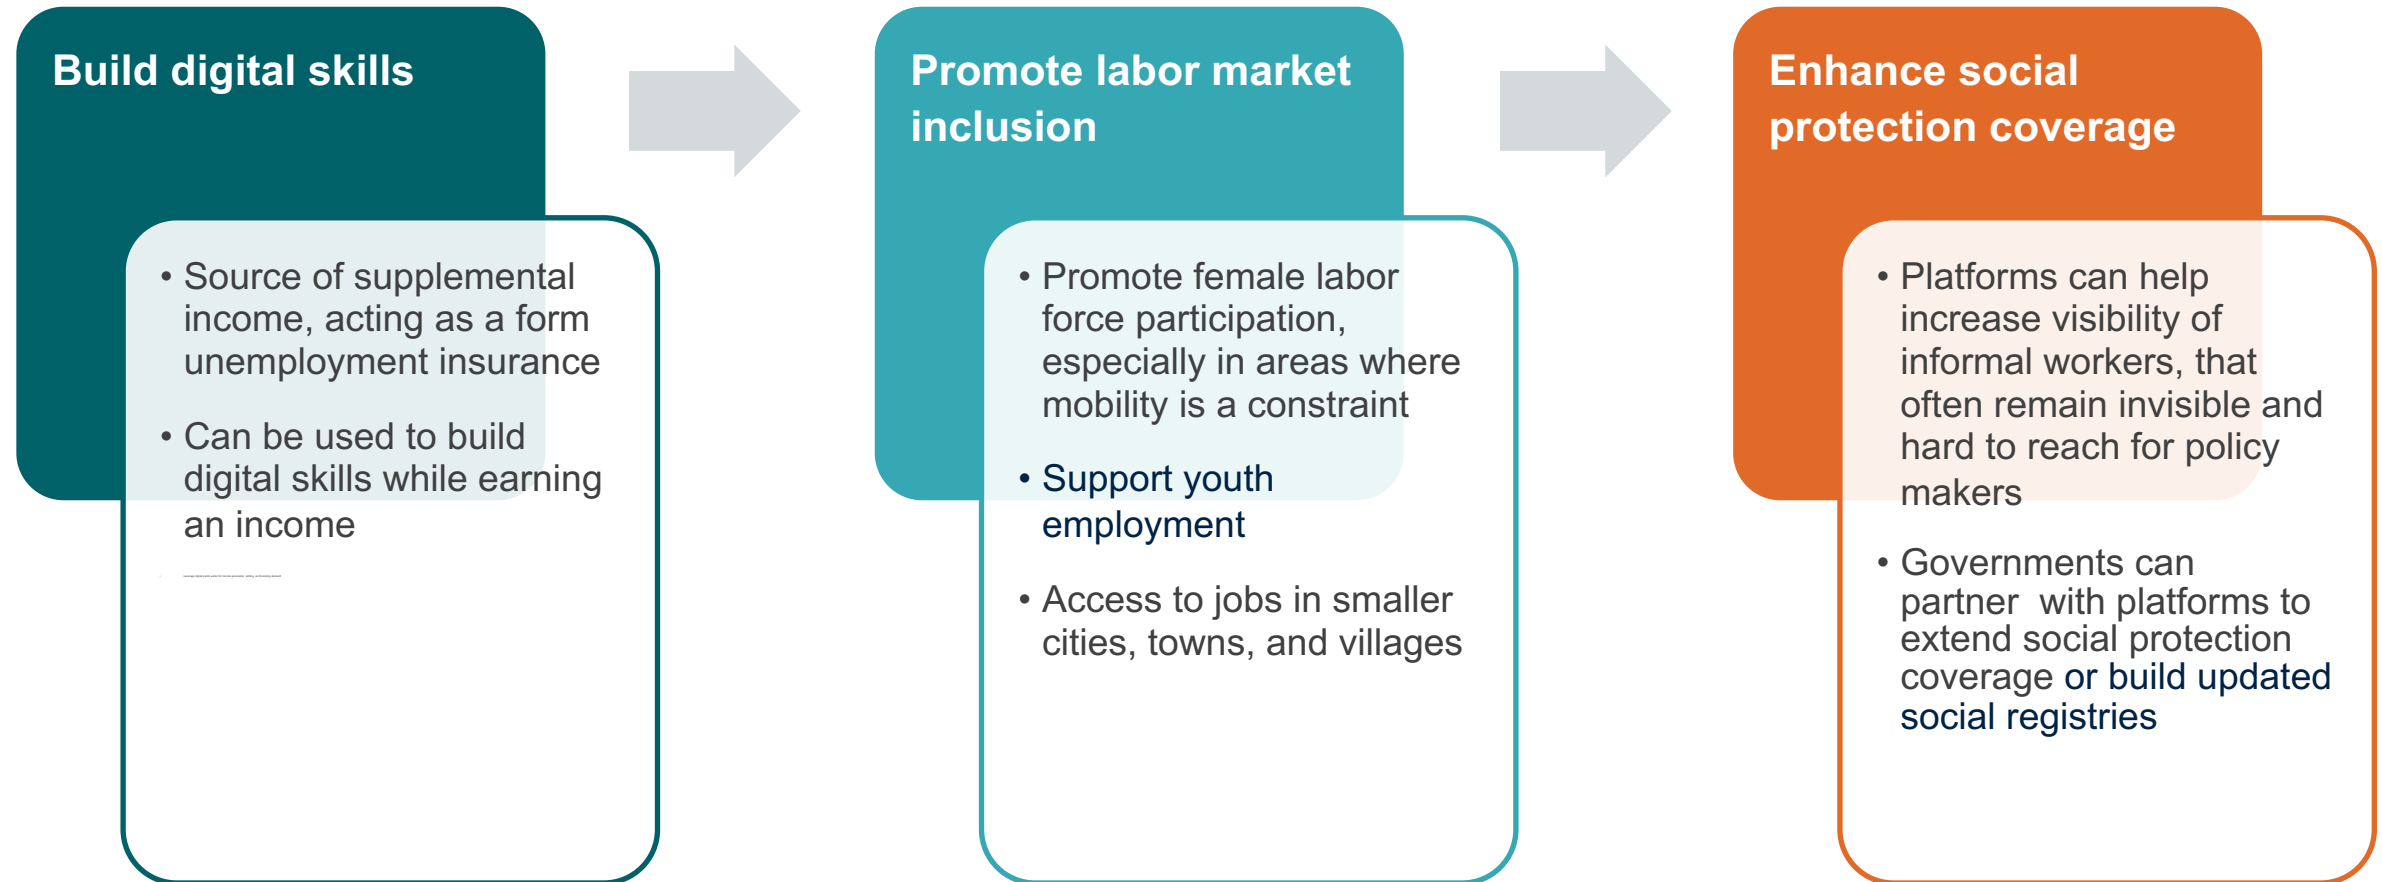 Build digital skills
• Source of supplemental
income, acting as a form
unemployment insurance
• Can be used to build
digital skills while earning
an income
Promote labor market
inclusion
• Promote female labor
force participation,
especially in areas where
mobility is a constraint
• Support youth
employment
• Access to jobs in smaller
cities, towns, and villages
Enhance social
protection coverage
• Platforms can help
increase visibility of
informal workers, that
often remain invisible and
hard to reach for policy
makers
• Governments can
partner  with platforms to
extend social protection
coverage or build updated
social registries